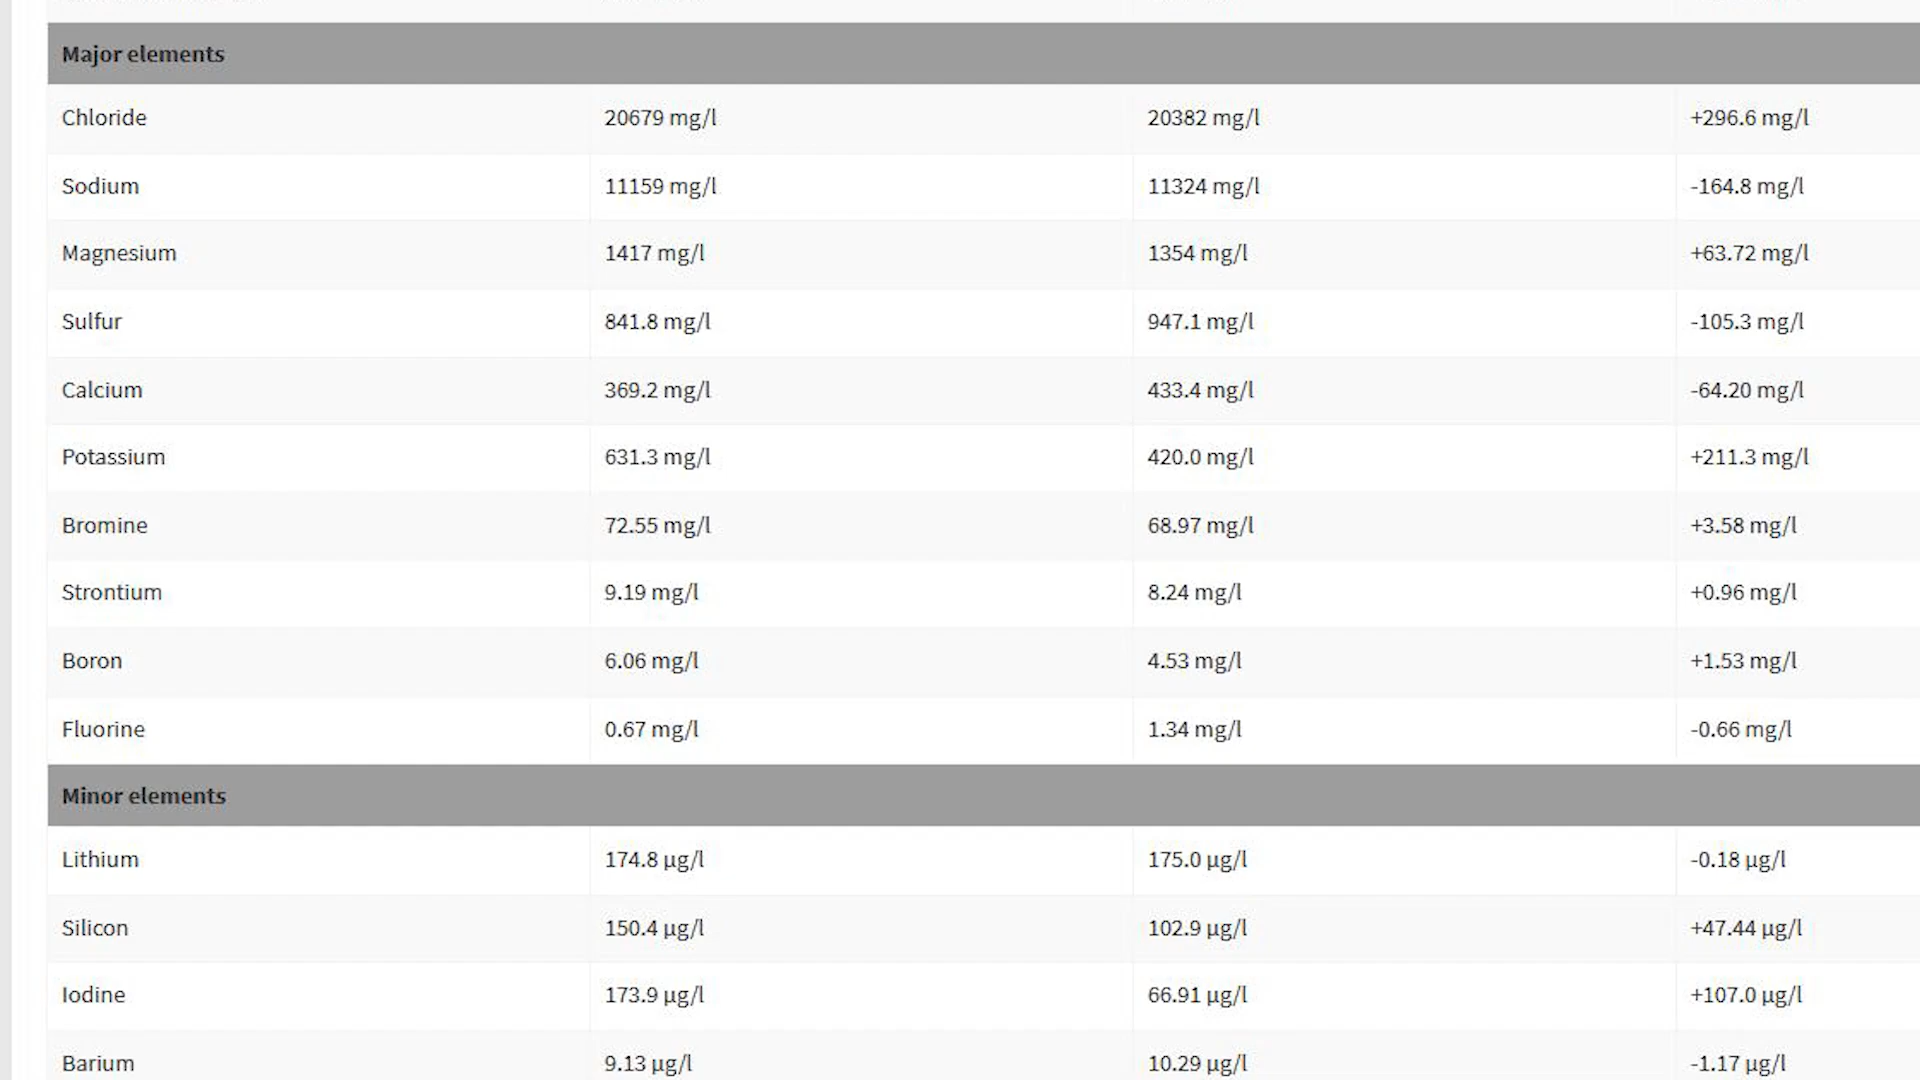 Major elements
Chloride 20679 mg/l 20382 mg/l +296.6 mg/l
Sodium 11159 mg/l 11324 mg/l -164.8 mg/l
Magnesium 1417 mg/l 1354 mg/l +63.72 mg/l
Sulfur 841.8 mg/l 947.1 mg/l -105.3 mg/l
Calcium 369.2 mg/l 433.4 mg/l -64.20 mg/l
Potassium 631.3 mg/l 420.0 mg/l +211.3 mg/l
Bromine 72.55 mg/l 68.97 mg/l +3.58 mg/l
Strontium 9.19 mg/l 8.24 mg/l +0.96 mg/l
Boron 6.06 mg/l 4.53 mg/l +1.53 mg/l
Fluorine 0.67 mg/l 1.34 mg/l -0.66 mg/l
Minor elements
Lithium 174.8 µg/l 175.0 µg/l -0.18 µg/l
Silicon 150.4 µg/l 102.9 µg/l +47.44 µg/l
Iodine 173.9 µg/l 66.91 µg/l +107.0 µg/l
Barium 9.13 µg/l 10.29 µg/l -1.17 µg/l